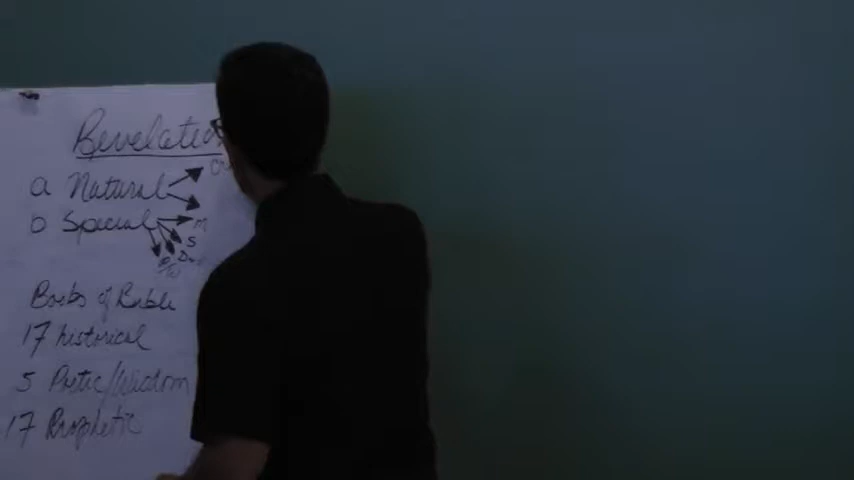 Revelation
a Natural
b Special
m
S
Books of Bible
17 historical
5 Poetic/Wisdom
17 Prophetic